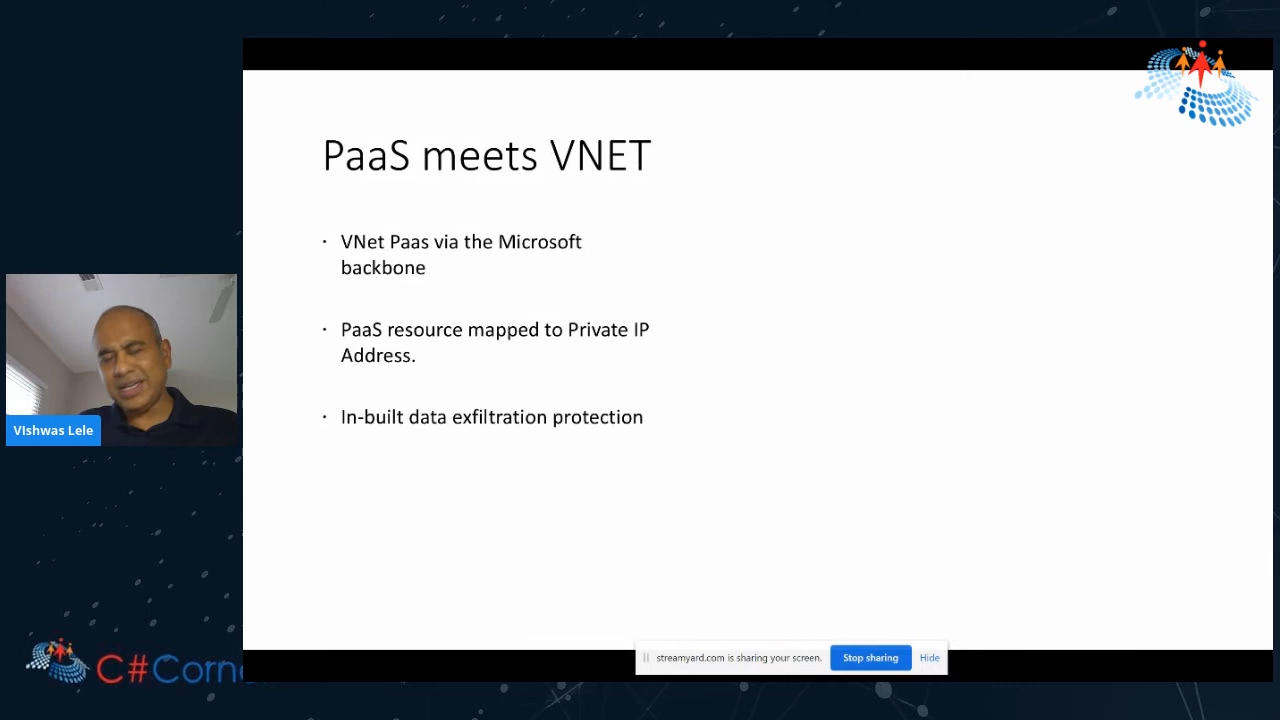 PaaS meets VNET
· VNet Paas via the Microsoft
backbone
· PaaS resource mapped to Private IP
Address.
· In-built data exfiltration protection
VIshwas Lele
C#Corne
streamyard.com is sharing your screen.
Stop sharing
Hide